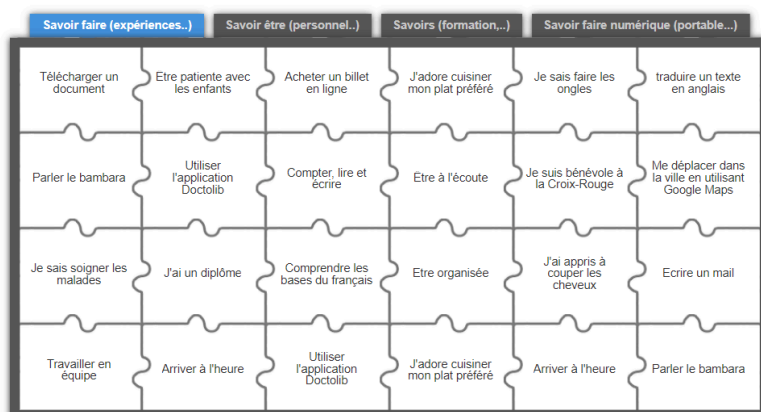 Savoir faire (expériences..)
Savoir être (personnel..)
Savoirs (formation,..)
Savoir faire numérique (portable...)
Télécharger un
document
Etre patiente avec
les enfants
Acheter un billet
en ligne
J'adore cuisiner
mon plat préféré
Je sais faire les
ongles
traduire un texte
en anglais
Parler le bambara
Utiliser
l'application
Doctolib
Compter, lire et
écrire
Être à l'écoute
Je suis bénévole à
la Croix-Rouge
Me déplacer dans
la ville en utilisant
Google Maps
Je sais soigner les
malades
J'ai un diplôme
Comprendre les
bases du français
Etre organisée
J'ai appris à
couper les
cheveux
Ecrire un mail
Travailler en
équipe
Arriver à l'heure
Utiliser
l'application
Doctolib
J'adore cuisiner
mon plat préféré
Arriver à l'heure
Parler le bambara